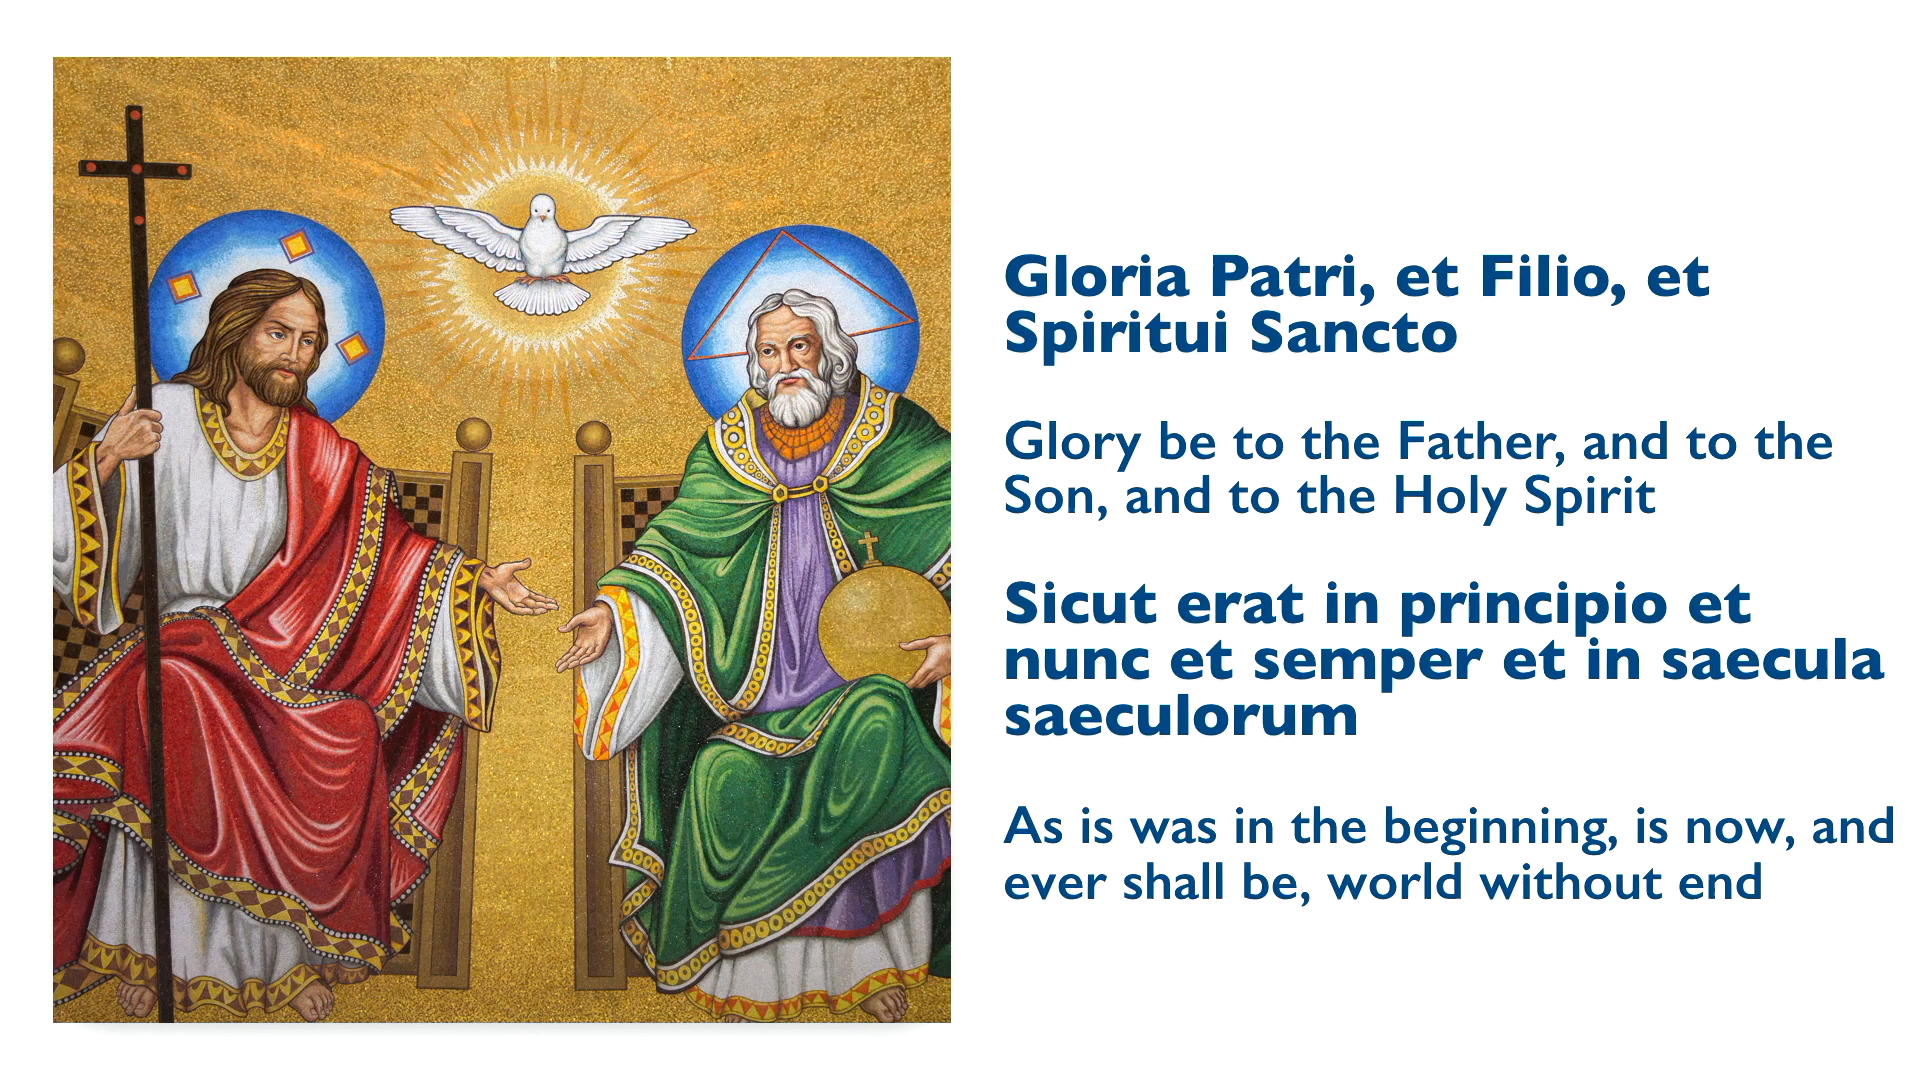 Gloria Patri, et Filio, et
Spiritui Sancto
Glory be to the Father, and to the
Son, and to the Holy Spirit
Sicut erat in principio et
nunc et semper et in saecula
saeculorum
As is was in the beginning, is now, and
ever shall be, world without end